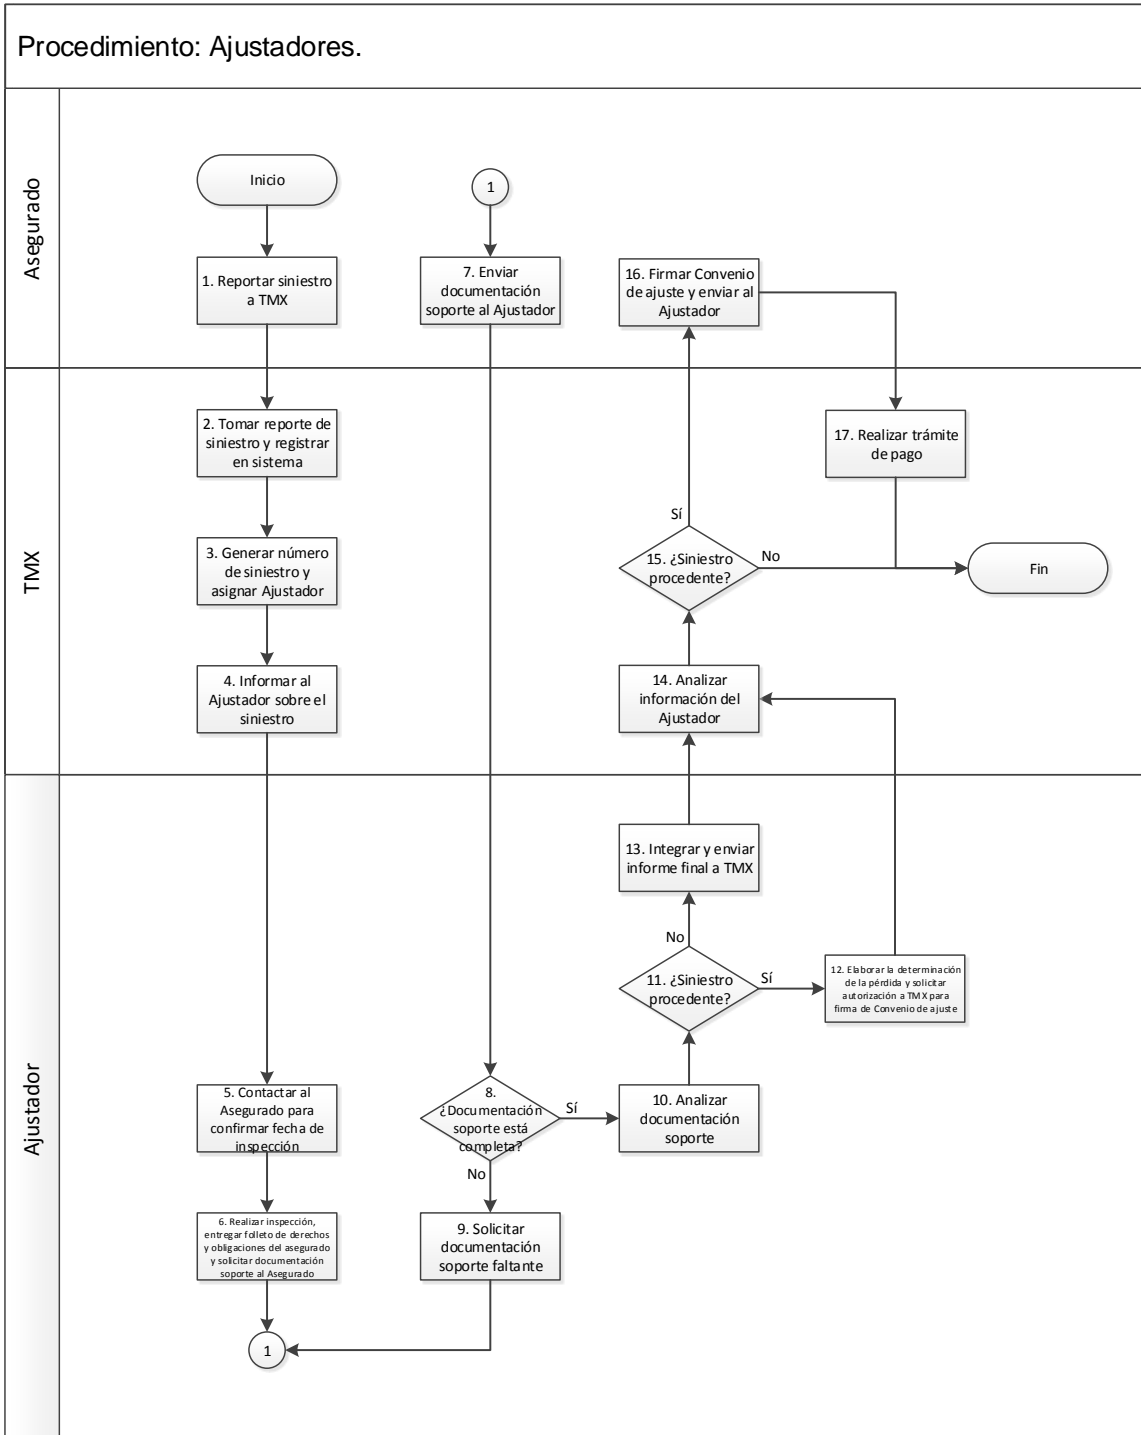 Procedimiento: Ajustadores.
Asegurado
Inicio
1. Reportar siniestro
a TMX
1
7. Enviar
documentación
soporte al Ajustador
16. Firmar Convenio
de ajuste y enviar al
Ajustador
TMX
2. Tomar reporte de
siniestro y registrar
en sistema
3. Generar número
de siniestro y
asignar Ajustador
4. Informar al
Ajustador sobre el
siniestro
17. Realizar trámite
de pago
Sí
15. ¿Siniestro
procedente?
No
Fin
14. Analizar
información del
Ajustador
Ajustador
13. Integrar y enviar
informe final a TMX
No
11. ¿Siniestro
procedente?
Sí
12. Elaborar la determinación
de la pérdida y solicitar
autorización a TMX para
firma de Convenio de ajuste
5. Contactar al
Asegurado para
confirmar fecha de
inspección
8.
¿Documentación
soporte está
completa?
Sí
No
10. Analizar
documentación
soporte
6. Realizar inspección,
entregar folleto de derechos
y obligaciones del asegurado
y solicitar documentación
soporte al Asegurado
9. Solicitar
documentación
soporte faltante
1